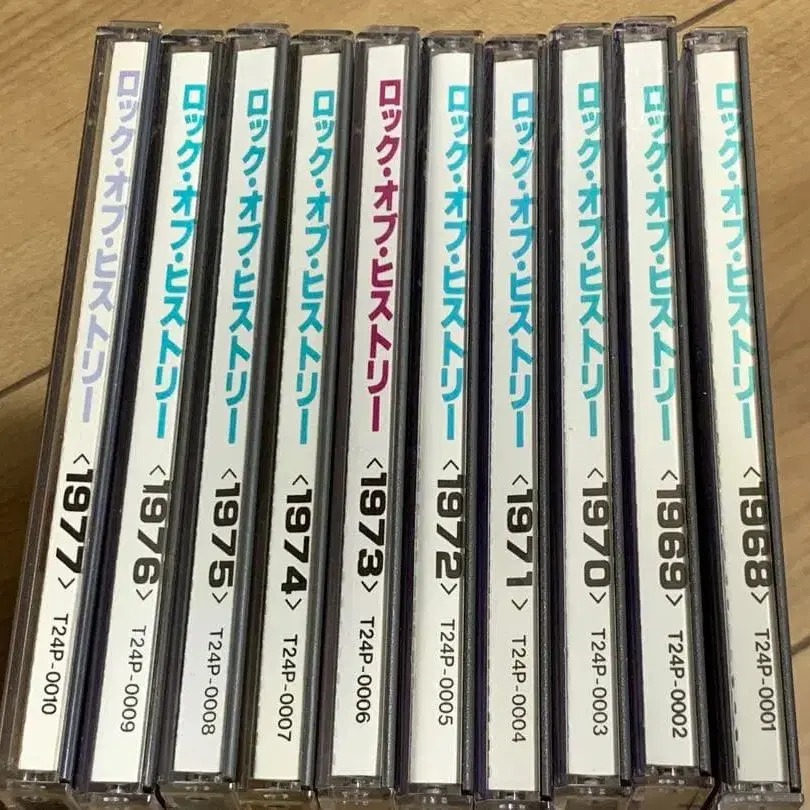 ロック・オブ・ヒストリー〈1977〉 T24P-0010
ロック・オブ・ヒストリー〈1976〉 T24P-0009
ロック・オブ・ヒストリー〈1975〉 T24P-0008
ロック・オブ・ヒストリー〈1974〉 T24P-0007
ロック・オブ・ヒストリー〈1973〉 T24P-0006
ロック・オブ・ヒストリー〈1972〉 T24P-0005
ロック・オブ・ヒストリー〈1971〉 T24P-0004
ロック・オブ・ヒストリー〈1970〉 T24P-0003
ロック・オブ・ヒストリー〈1969〉 T24P-0002
ロック・オブ・ヒストリー〈1968〉 T24P-0001